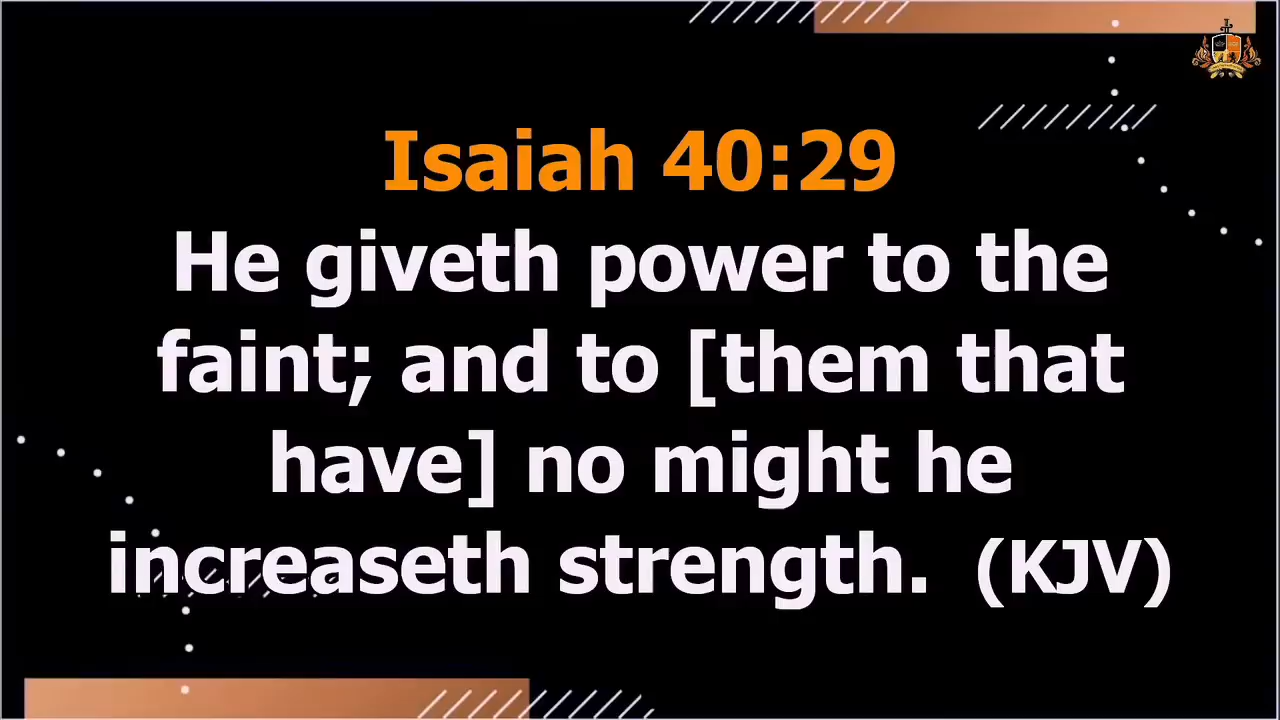 Isaiah 40:29
He giveth power to the
faint; and to [them that
have] no might he
increaseth strength.  (KJV)